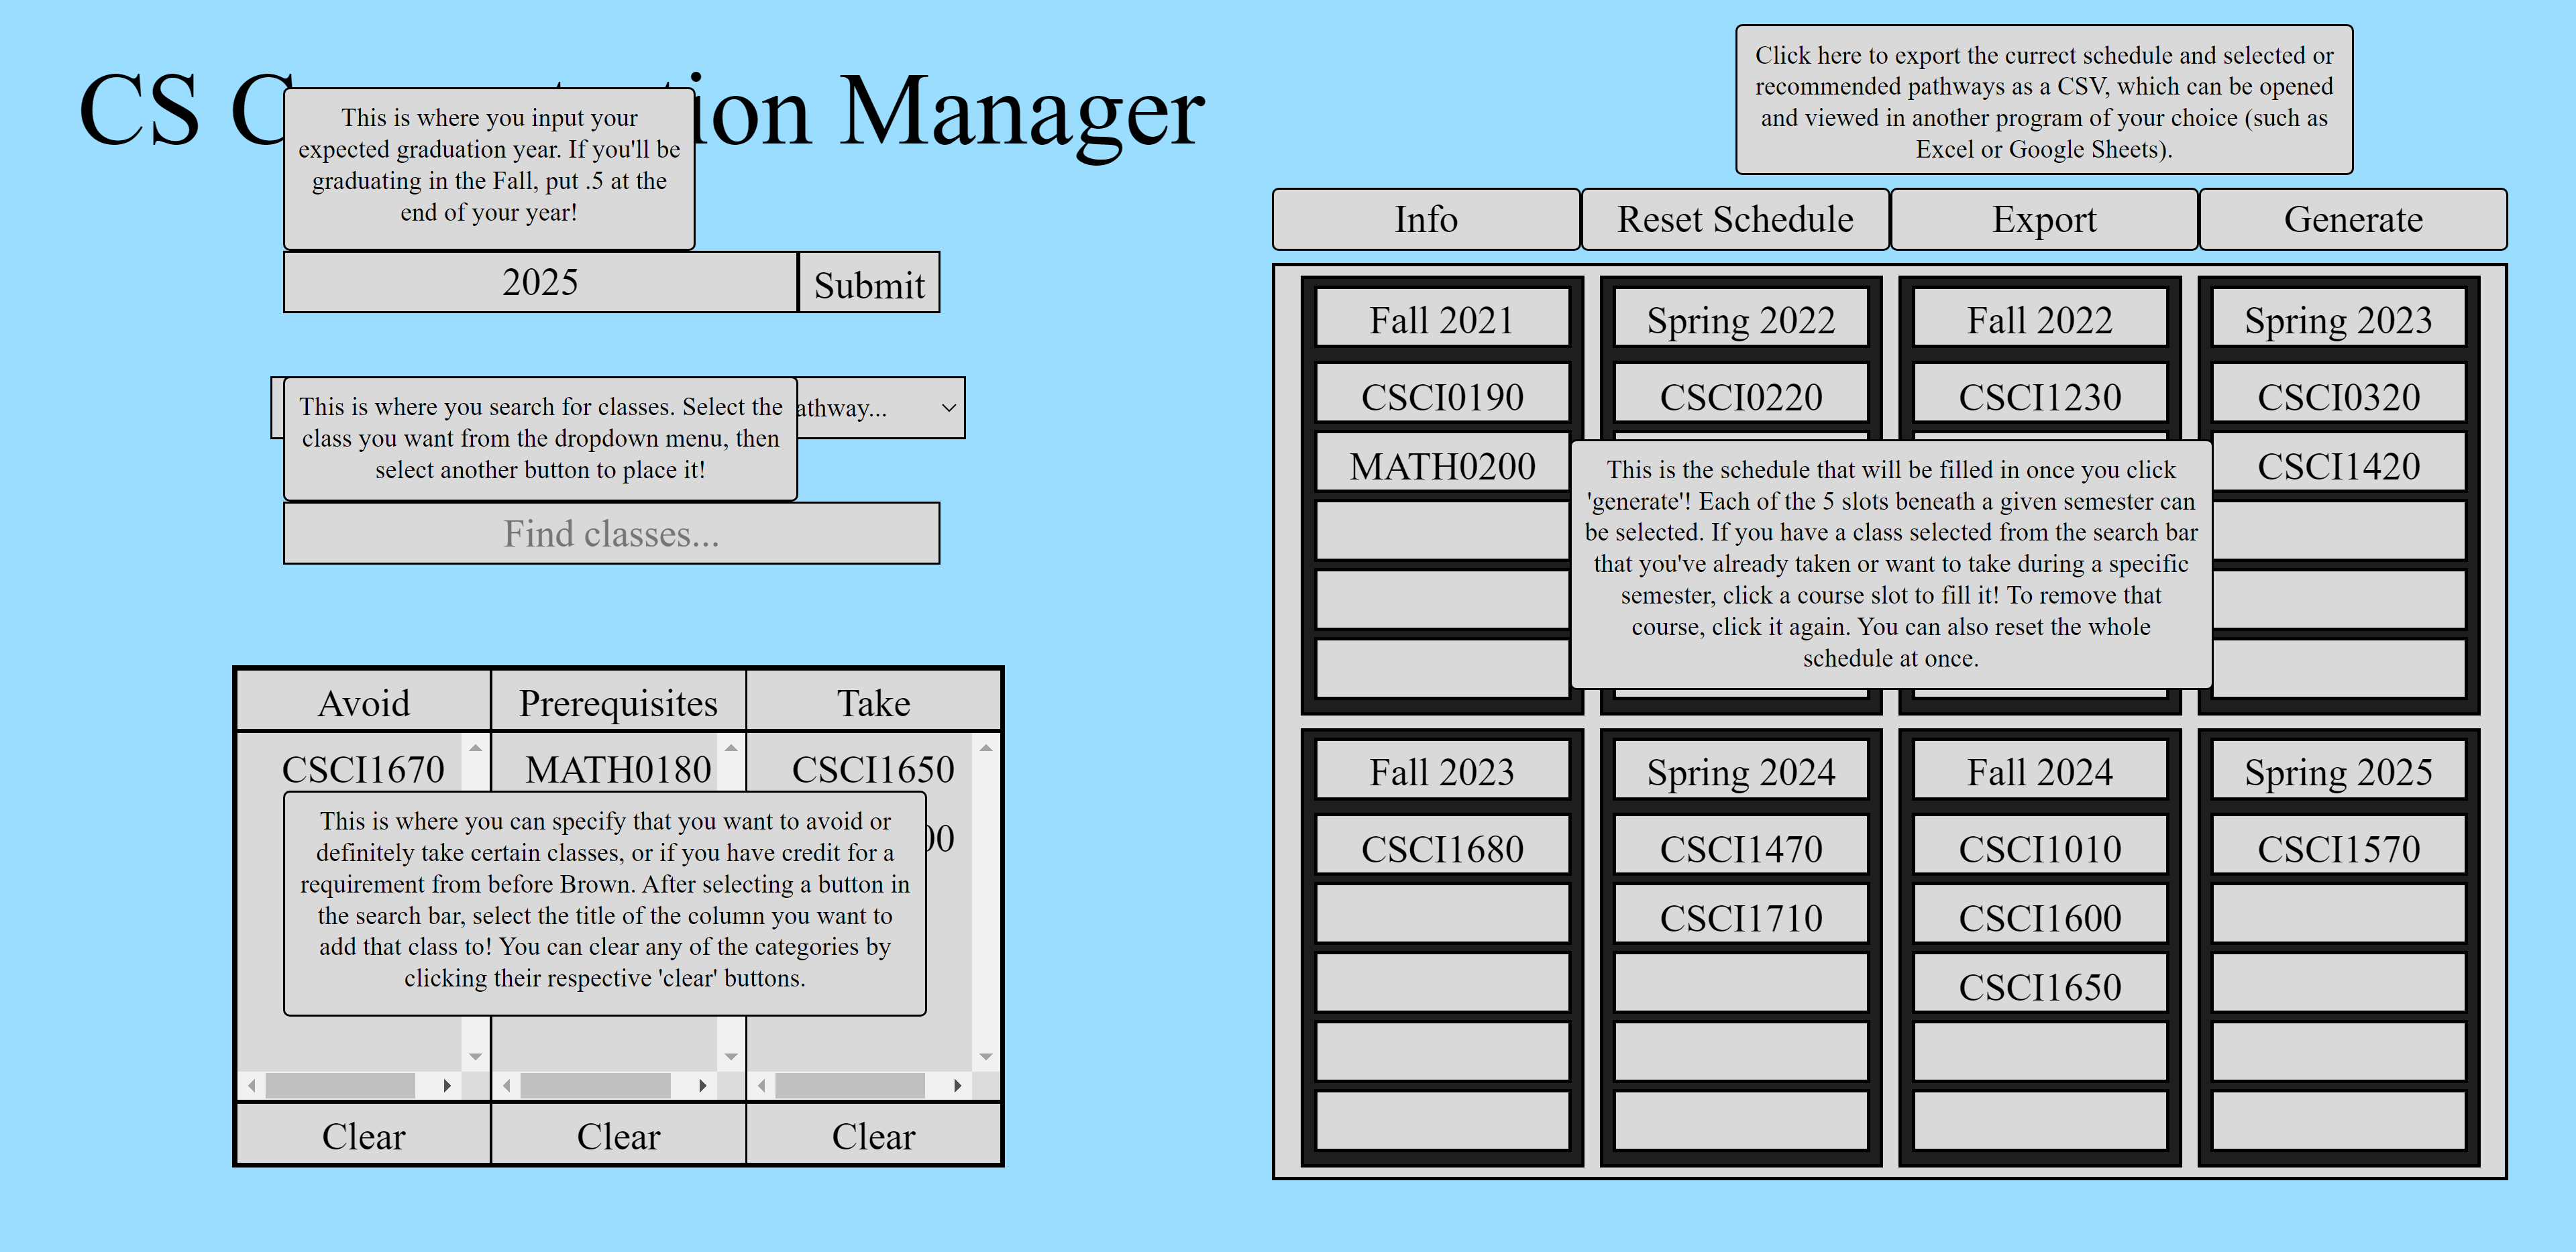 CS C ion Manager
This is where you input your
expected graduation year. If you'll be
graduating in the Fall, put .5 at the
end of your year!
2025
Submit
athway...
This is where you search for classes. Select the
class you want from the dropdown menu, then
select another button to place it!
Find classes...
Avoid
Prerequisites
Take
CSCI1670
MATH0180
CSCI1650
00
This is where you can specify that you want to avoid or
definitely take certain classes, or if you have credit for a
requirement from before Brown. After selecting a button in
the search bar, select the title of the column you want to
add that class to! You can clear any of the categories by
clicking their respective 'clear' buttons.
Clear
Clear
Clear
Click here to export the currect schedule and selected or
recommended pathways as a CSV, which can be opened
and viewed in another program of your choice (such as
Excel or Google Sheets).
Info
Reset Schedule
Export
Generate
Fall 2021
Spring 2022
Fall 2022
Spring 2023
CSCI0190
CSCI0220
CSCI1230
CSCI0320
MATH0200
CSCI1420
This is the schedule that will be filled in once you click
'generate'! Each of the 5 slots beneath a given semester can
be selected. If you have a class selected from the search bar
that you've already taken or want to take during a specific
semester, click a course slot to fill it! To remove that
course, click it again. You can also reset the whole
schedule at once.
Fall 2023
Spring 2024
Fall 2024
Spring 2025
CSCI1680
CSCI1470
CSCI1010
CSCI1570
CSCI1710
CSCI1600
CSCI1650